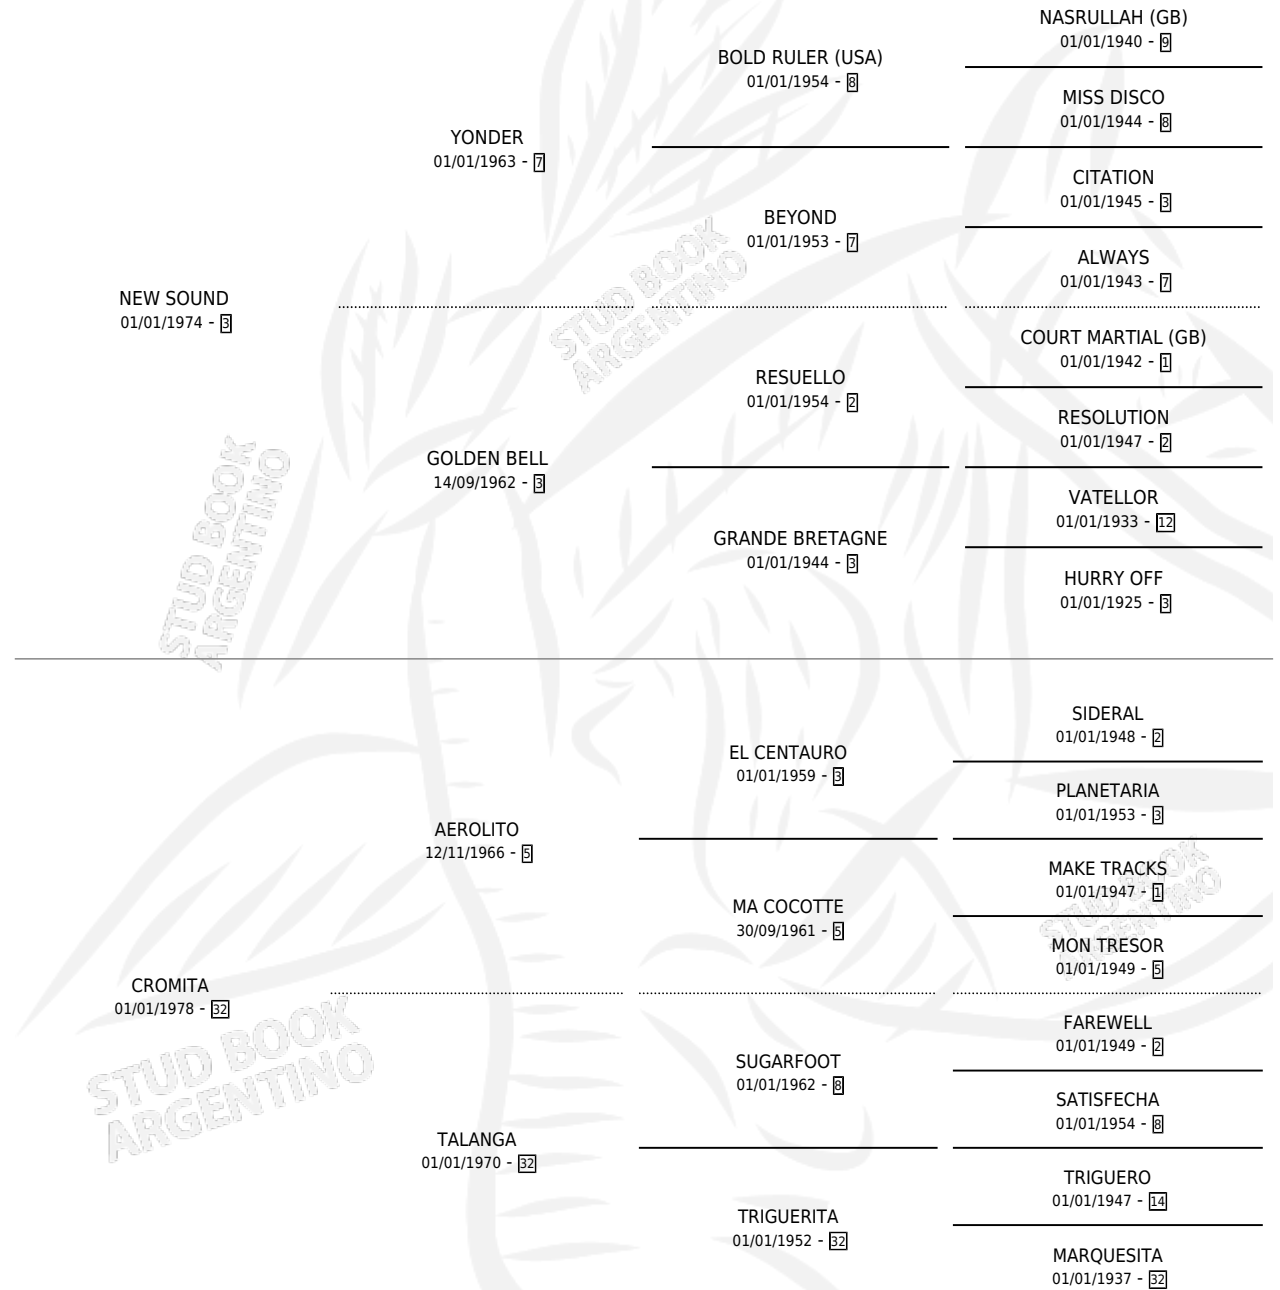 NASRULLAH (GB)
01/01/1940 - 9
BOLD RULER (USA)
01/01/1954 - 8
MISS DISCO
01/01/1944 - 8
YONDER
01/01/1963 - 7
CITATION
01/01/1945 - 3
BEYOND
01/01/1953 - 7
ALWAYS
01/01/1943 - 7
NEW SOUND
01/01/1974 - 3
COURT MARTIAL (GB)
01/01/1942 - 1
RESUELLO
01/01/1954 - 2
RESOLUTION
01/01/1947 - 2
GOLDEN BELL
14/09/1962 - 3
VATELLOR
01/01/1933 - 12
GRANDE BRETAGNE
01/01/1944 - 3
HURRY OFF
01/01/1925 - 3
SIDERAL
01/01/1948 - 2
EL CENTAURO
01/01/1959 - 3
PLANETARIA
01/01/1953 - 3
AEROLITO
12/11/1966 - 5
MAKE TRACKS
01/01/1947 - 1
MA COCOTTE
30/09/1961 - 5
MON TRESOR
01/01/1949 - 5
CROMITA
01/01/1978 - 32
FAREWELL
01/01/1949 - 2
SUGARFOOT
01/01/1962 - 8
SATISFECHA
01/01/1954 - 8
TALANGA
01/01/1970 - 32
TRIGUERO
01/01/1947 - 14
TRIGUERITA
01/01/1952 - 32
MARQUESITA
01/01/1937 - 32
STUD BOOK
ARGENTINO
STUD BOOK
ARGENTINO
STUD BOOK
ARGENTINO
STUD BOOK
ARGENTINO